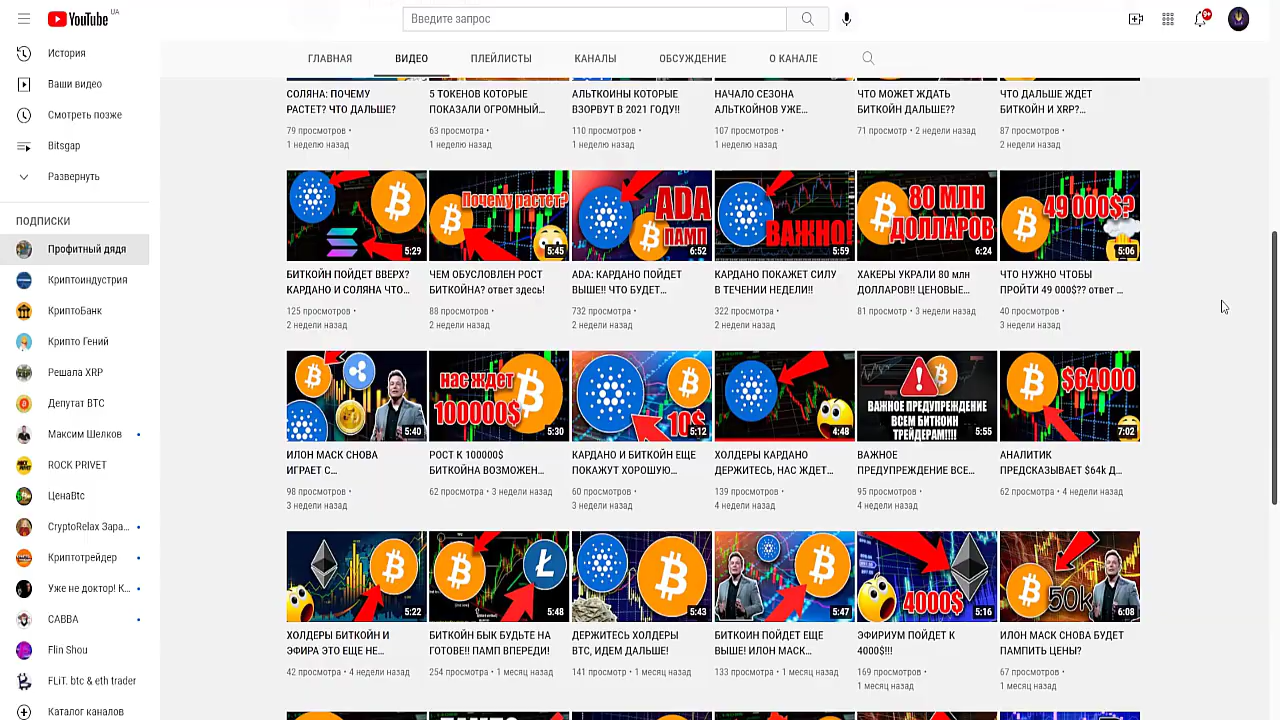 YouTube UA
Введите запрос
9+
История
Ваши видео
Смотреть позже
Bitsgap
Развернуть
ПОДПИСКИ
Профитный дядя
Криптоиндустрия
КриптоБанк
Крипто Гений
Решала XRP
Депутат BTC
Максим Шелков
ROCK PRIVET
ЦенаBtc
CryptoRelax Зара...
Криптотрейдер
Уже не доктор! К...
CABBA
Flin Shou
FLiT. btc & eth trader
Каталог каналов
ГЛАВНАЯ ВИДЕО ПЛЕЙЛИСТЫ КАНАЛЫ ОБСУЖДЕНИЕ О КАНАЛЕ
СОЛЯНА: ПОЧЕМУ
РАСТЕТ? ЧТО ДАЛЬШЕ?
79 просмотров •
1 неделю назад
5 ТОКЕНОВ КОТОРЫЕ
ПОКАЗАЛИ ОГРОМНЫЙ...
63 просмотра •
1 неделю назад
АЛЬТКОИНЫ КОТОРЫЕ
ВЗОРВУТ В 2021 ГОДУ!!
110 просмотров •
1 неделю назад
НАЧАЛО СЕЗОНА
АЛЬТКОЙНОВ УЖЕ...
107 просмотров •
1 неделю назад
ЧТО МОЖЕТ ЖДАТЬ
БИТКОЙН ДАЛЬШЕ??
71 просмотр • 2 недели назад
ЧТО ДАЛЬШЕ ЖДЕТ
БИТКОЙН И XRP?...
87 просмотров •
2 недели назад
5:29
БИТКОЙН ПОЙДЕТ ВВЕРХ?
КАРДАНО И СОЛЯНА ЧТО...
125 просмотров •
2 недели назад
Почему растет?
5:45
ЧЕМ ОБУСЛОВЛЕН РОСТ
БИТКОЙНА? ответ здесь!
88 просмотров •
2 недели назад
ADA
ПАМП
6:52
ADA: КАРДАНО ПОЙДЕТ
ВЫШЕ!! ЧТО БУДЕТ...
732 просмотра •
2 недели назад
ВАЖНО!
5:59
КАРДАНО ПОКАЖЕТ СИЛУ
В ТЕЧЕНИИ НЕДЕЛИ!!
322 просмотра •
2 недели назад
80 МЛН
ДОЛЛАРОВ
6:24
ХАКЕРЫ УКРАЛИ 80 млн
ДОЛЛАРОВ!! ЦЕНОВЫЕ...
81 просмотр • 3 недели назад
49 000$?
5:06
ЧТО НУЖНО ЧТОБЫ
ПРОЙТИ 49 000$?? ответ ...
40 просмотров •
3 недели назад
5:40
ИЛОН МАСК СНОВА
ИГРАЕТ С...
98 просмотров •
3 недели назад
нас ждет
100000$
5:30
РОСТ К 100000$
БИТКОЙНА ВОЗМОЖЕН...
62 просмотра • 3 недели назад
10$
5:12
КАРДАНО И БИТКОЙН ЕЩЕ
ПОКАЖУТ ХОРОШУЮ...
60 просмотров •
3 недели назад
4:48
ХОЛДЕРЫ КАРДАНО
ДЕРЖИТЕСЬ, НАС ЖДЕТ...
139 просмотров •
4 недели назад
ВАЖНОЕ ПРЕДУПРЕЖДЕНИЕ
ВСЕМ БИТКОИН
ТРЕЙДЕРАМ!!!!
5:55
ВАЖНОЕ
ПРЕДУПРЕЖДЕНИЕ ВСЕ...
95 просмотров •
4 недели назад
$64000
7:02
АНАЛИТИК
ПРЕДСКАЗЫВАЕТ $64k Д...
62 просмотра • 4 недели назад
5:22
ХОЛДЕРЫ БИТКОЙН И
ЭФИРА ЭТО ЕЩЕ НЕ...
42 просмотра • 4 недели назад
5:48
БИТКОЙН БЫК БУДЬТЕ НА
ГОТОВЕ!! ПАМП ВПЕРЕДИ!
254 просмотра • 1 месяц назад
5:43
ДЕРЖИТЕСЬ ХОЛДЕРЫ
BTC, ИДЕМ ДАЛЬШЕ!
141 просмотр • 1 месяц назад
5:47
БИТКОИН ПОЙДЕТ ЕЩЕ
ВЫШЕ! ИЛОН МАСК...
133 просмотра • 1 месяц назад
4000$
5:16
ЭФИРИУМ ПОЙДЕТ К
4000$!!!
169 просмотров •
1 месяц назад
50k
6:08
ИЛОН МАСК СНОВА БУДЕТ
ПАМПИТЬ ЦЕНЫ?
67 просмотров •
1 месяц назад